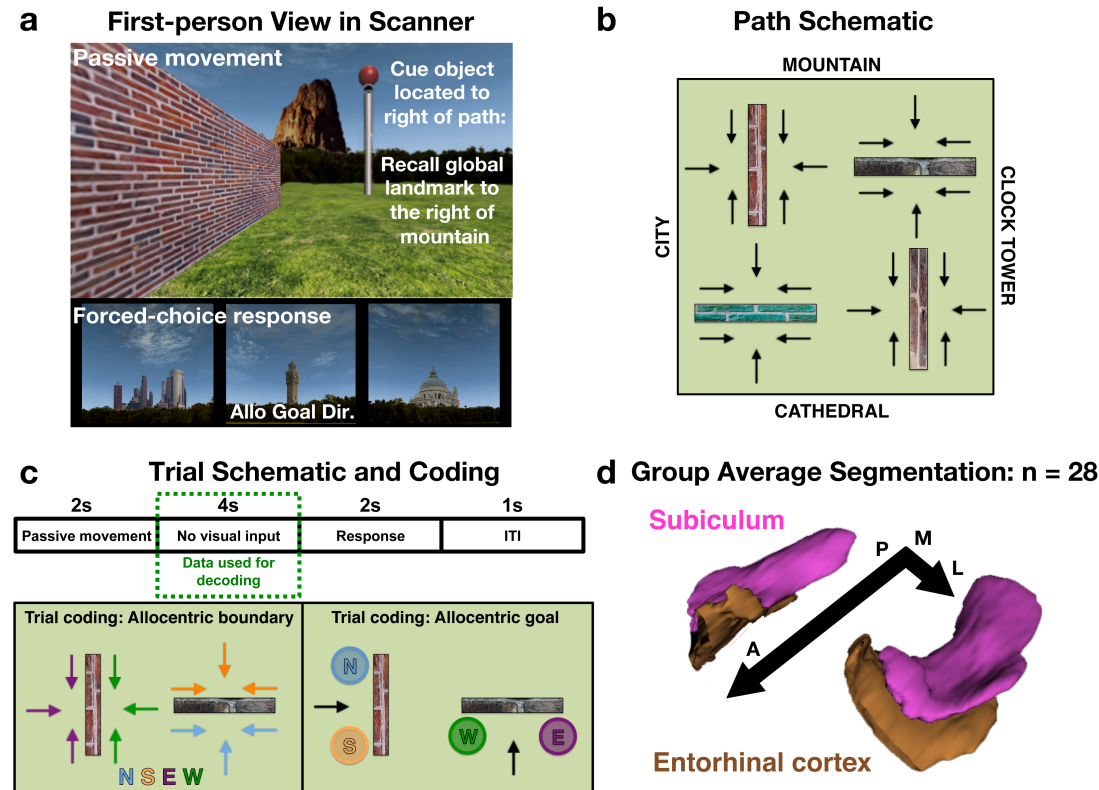 a First-person View in Scanner
Passive movement
Cue object
located to
right of path:
Recall global
landmark to
the right of
mountain
Forced-choice response
Allo Goal Dir.
b Path Schematic
MOUNTAIN
CITY
CLOCK TOWER
CATHEDRAL
c Trial Schematic and Coding
2s 4s 2s 1s
Passive movement No visual input Response ITI
Data used for
decoding
Trial coding: Allocentric boundary
N S E W
Trial coding: Allocentric goal
N
S
W E
d Group Average Segmentation: n = 28
Subiculum
P M
L
A
Entorhinal cortex